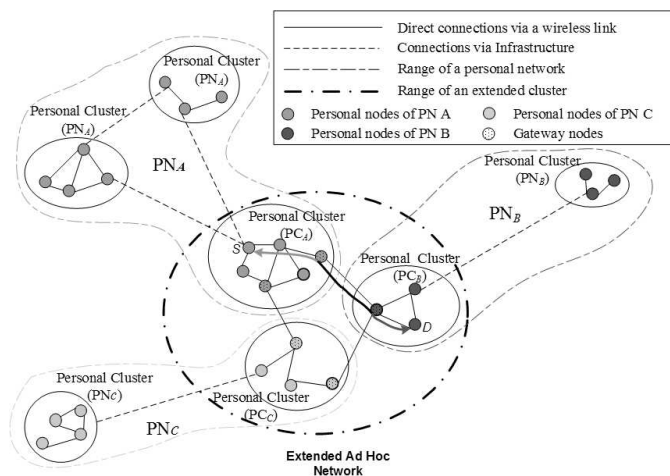 Direct connections via a wireless link
Connections via Infrastructure
Range of a personal network
Range of an extended cluster
Personal nodes of PN A
Personal nodes of PN C
Personal nodes of PN B
Gateway nodes
Personal Cluster
(PNA)
Personal Cluster
(PNA)
PNA
Personal Cluster
(PNB)
PNB
Personal Cluster
(PCA)
S
Personal Cluster
(PCB)
D
Personal Cluster
(PCC)
Personal Cluster
(PNC)
PNC
Extended Ad Hoc
Network